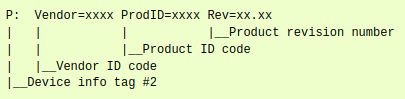 P:  Vendor=xxxx ProdID=xxxx Rev=xx.xx
|   |           |           |__Product revision number
|   |           |__Product ID code
|   |__Vendor ID code
|__Device info tag #2